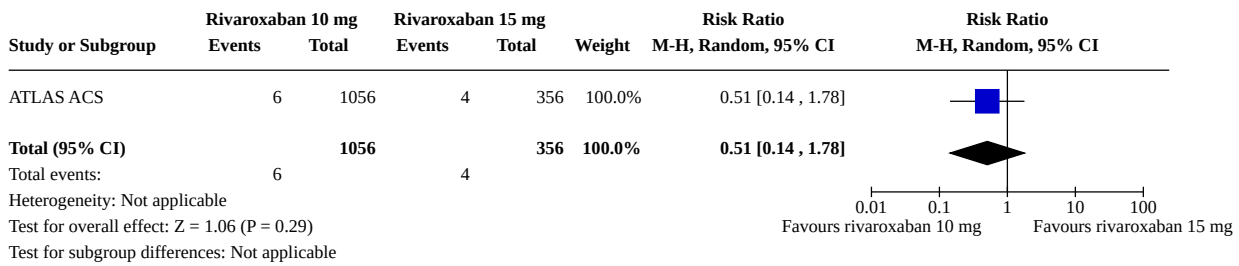 Rivaroxaban 10 mg Rivaroxaban 15 mg Risk Ratio Risk Ratio
Study or Subgroup Events Total Events Total Weight M-H, Random, 95% CI M-H, Random, 95% CI
ATLAS ACS 6 1056 4 356 100.0% 0.51 [0.14 , 1.78]
Total (95% CI) 1056 356 100.0% 0.51 [0.14 , 1.78]
Total events: 6 4
Heterogeneity: Not applicable
0.01 0.1 1 10 100
Test for overall effect: Z = 1.06 (P = 0.29) Favours rivaroxaban 10 mg Favours rivaroxaban 15 mg
Test for subgroup differences: Not applicable